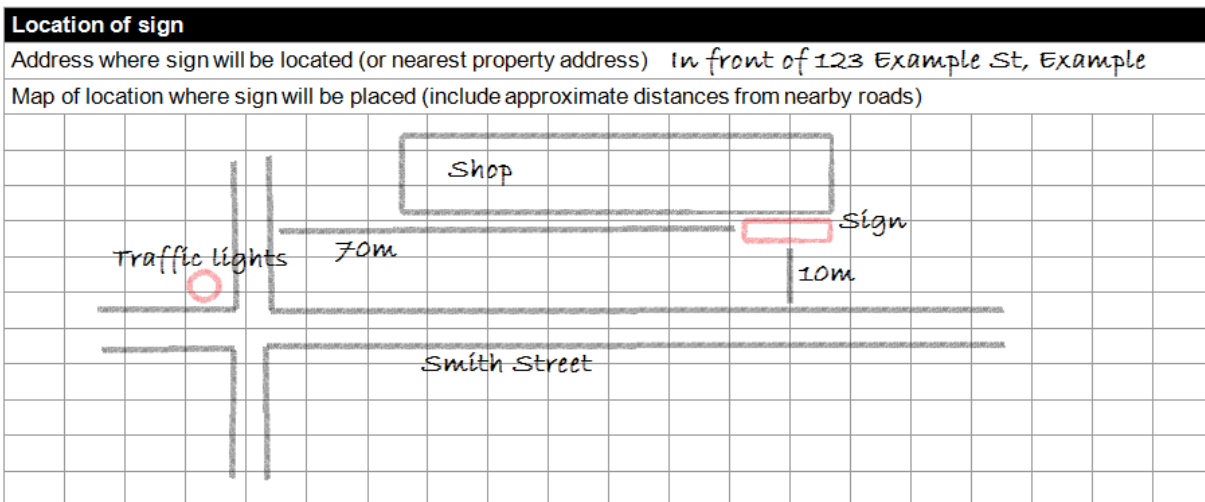 Location of sign
Address where sign will be located (or nearest property address) In front of 123 Example St, Example
Map of location where sign will be placed (include approximate distances from nearby roads)
Shop
Sign
70m
Traffic lights
10m
Smith Street